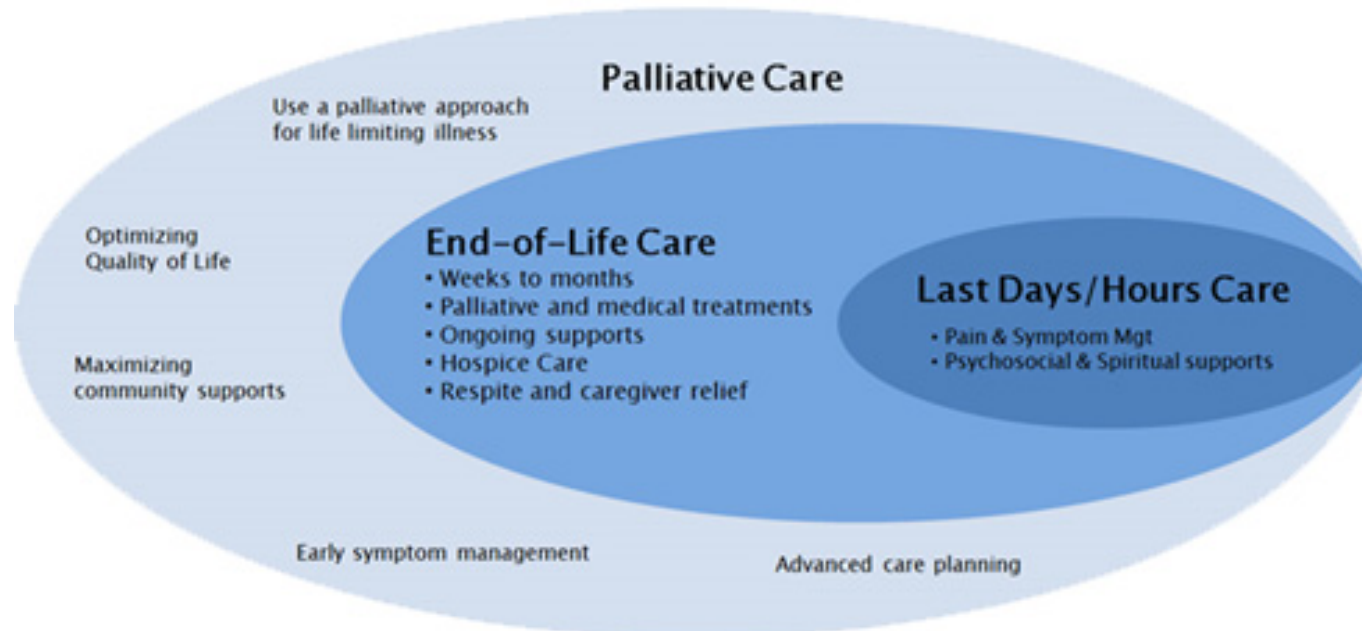 Palliative Care
Use a palliative approach
for life limiting illness
Optimizing
Quality of Life
Maximizing
community supports
End-of-Life Care
• Weeks to months
• Palliative and medical treatments
• Ongoing supports
• Hospice Care
• Respite and caregiver relief
Last Days/Hours Care
• Pain & Symptom Mgt
• Psychosocial & Spiritual supports
Early symptom management
Advanced care planning